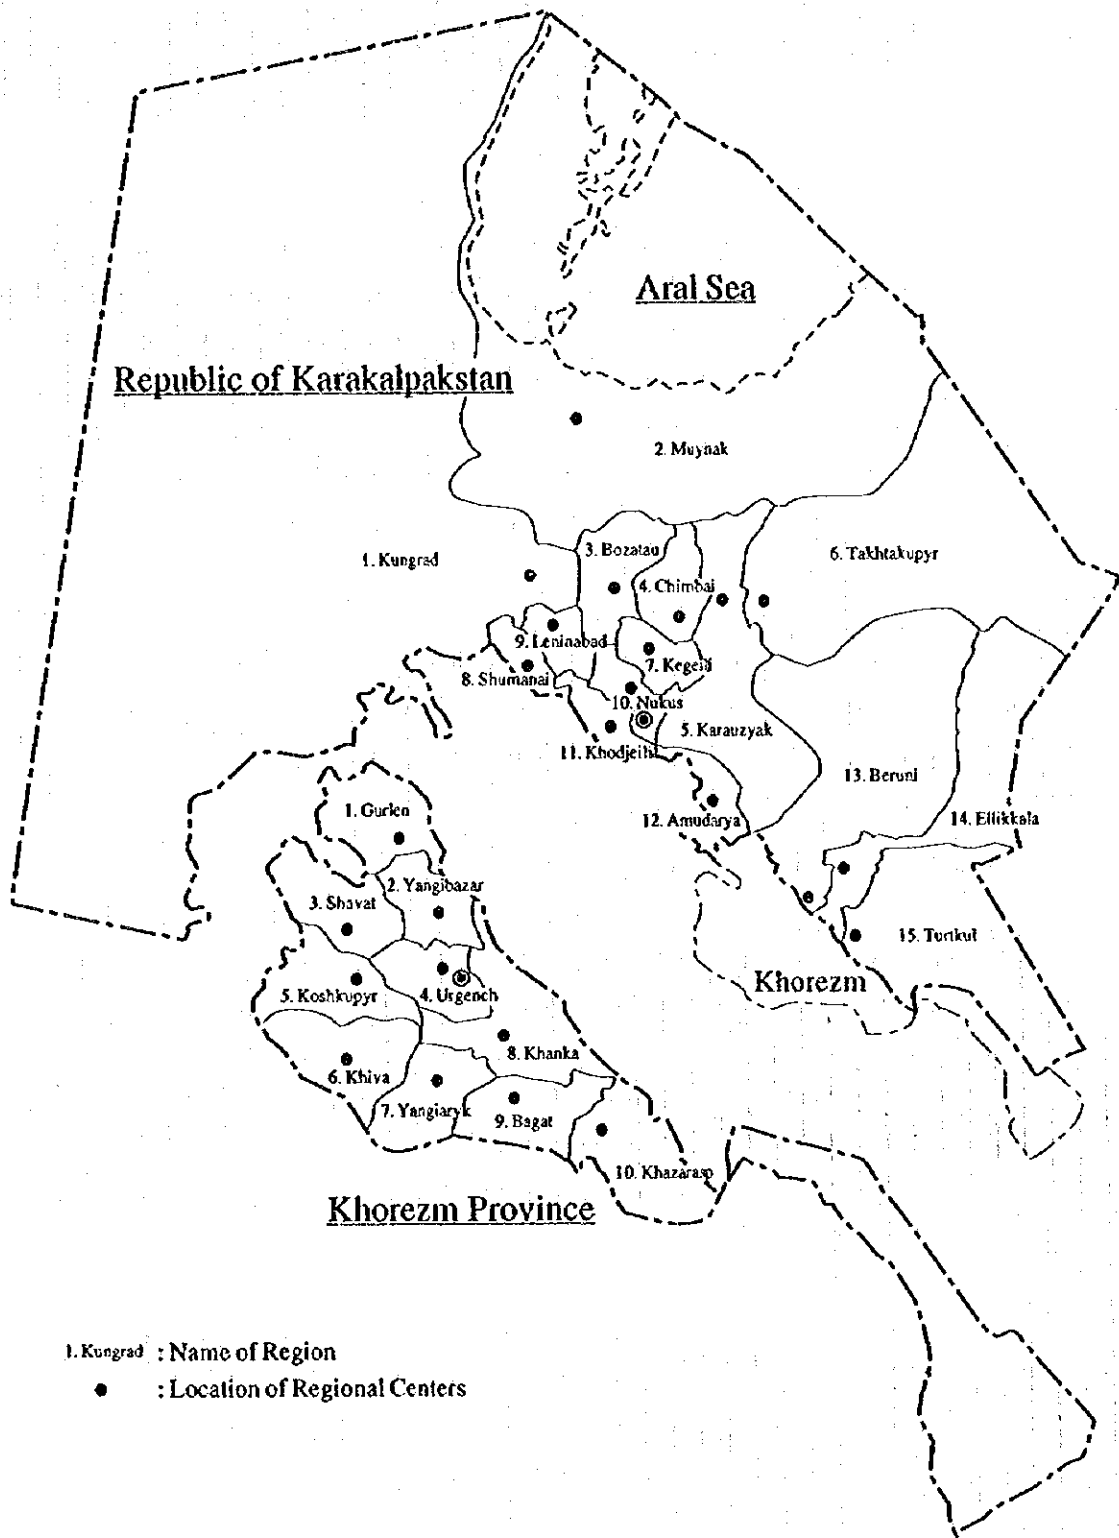 Aral Sea
Republic of Karakalpakstan
2. Muynak
3. Bozatau
6. Takhtakupyr
1. Kungrad
4. Chimbai
9. Leninabad
7. Kegeili
8. Shumanai
10. Nukus
5. Karauzyak
11. Khodjeili
13. Beruni
1. Gurlen
12. Amudarya
14. Ellikkala
2. Yangibazar
3. Shavat
15. Turtkul
Khorezm
5. Koshkupyr
4. Urgench
8. Khanka
6. Khiva
7. Yangiaryk
9. Bagat
10. Khazarasp
Khorezm Province
1. Kungrad : Name of Region
: Location of Regional Centers